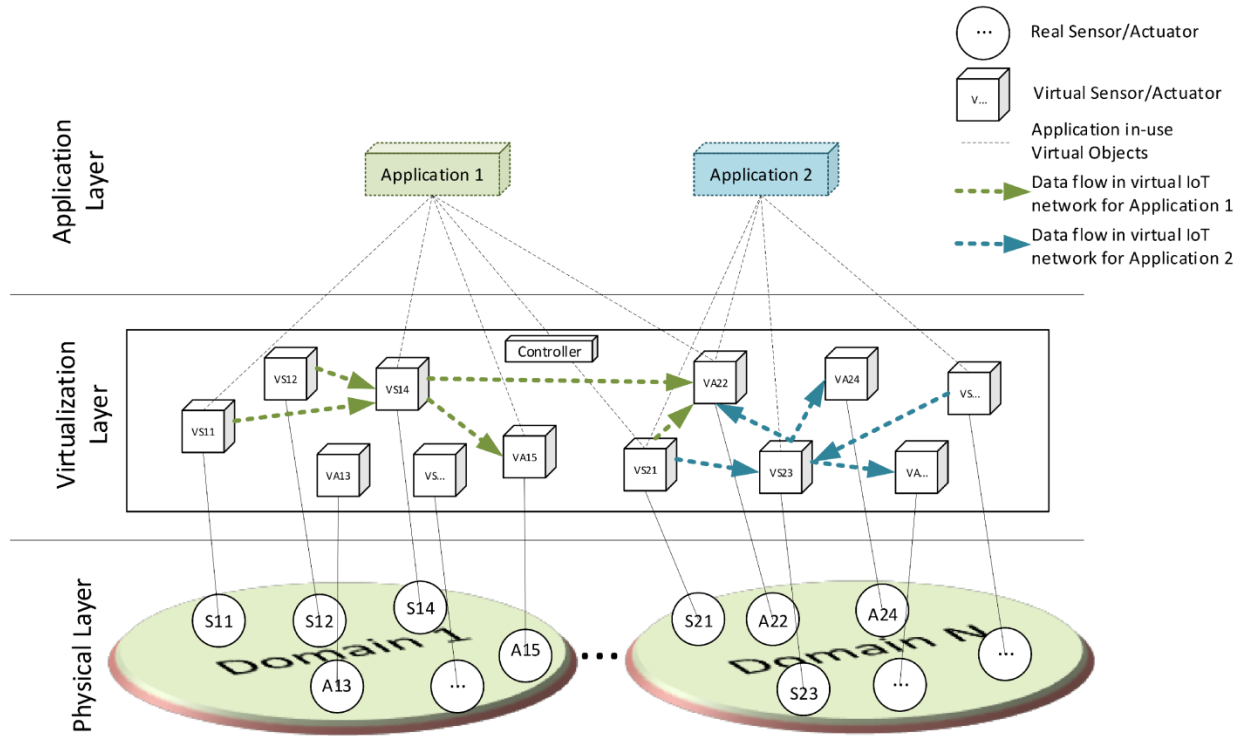 ...
Real Sensor/Actuator
V...
Virtual Sensor/Actuator
Application in-use
Virtual Objects
Data flow in virtual IoT
network for Application 1
Data flow in virtual IoT
network for Application 2
Application
Layer
Application 1
Application 2
Virtualization
Layer
Controller
VS12
VS14
VA22
VA24
VS...
VS11
VA13
VS...
VA15
VS21
VS23
VA...
Physical Layer
S11
S12
S14
A13
...
A15
Domain 1
...
S21
A22
A24
S23
...
...
Domain N